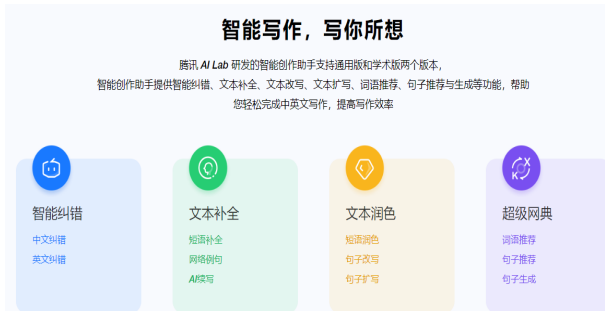 智能写作，写你所想
腾讯 AI Lab 研发的智能创作助手支持通用版和学术版两个版本，
智能创作助手提供智能纠错、文本补全、文本改写、文本扩写、词语推荐、句子推荐与生成等功能，帮助
您轻松完成中英文写作，提高写作效率
智能纠错
中文纠错
英文纠错
文本补全
短语补全
网络例句
AI续写
文本润色
短语润色
句子改写
句子扩写
K X
超级网典
词语推荐
句子推荐
句子生成